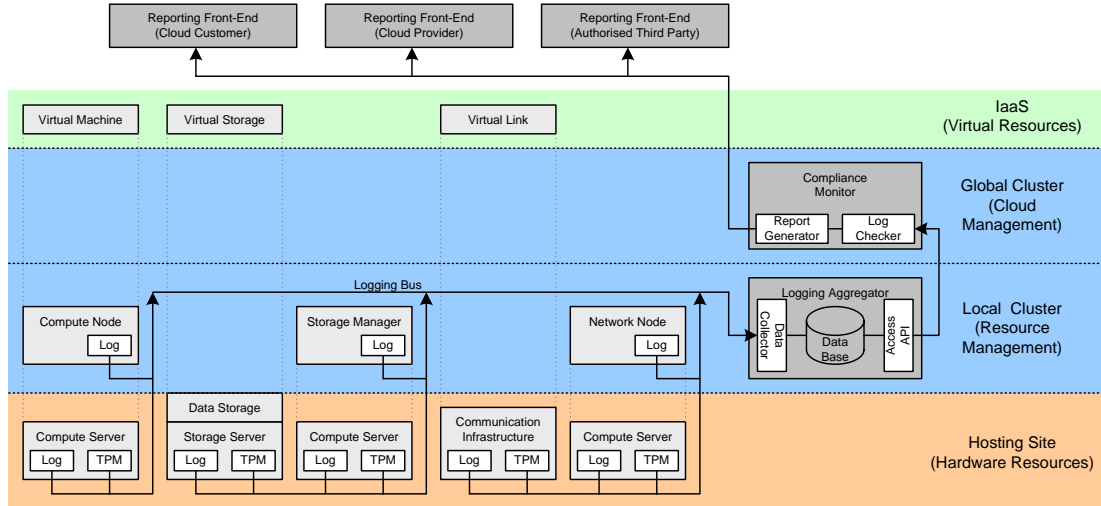 Reporting Front-End
(Cloud Customer)
Reporting Front-End
(Cloud Provider)
Reporting Front-End
(Authorised Third Party)
Virtual Machine
Virtual Storage
Virtual Link
IaaS
(Virtual Resources)
Compliance
Monitor
Report
Generator
Log
Checker
Global Cluster
(Cloud
Management)
Logging Bus
Compute Node
Log
Storage Manager
Log
Network Node
Log
Logging Aggregator
Data
Collector
Data
Base
Access
API
Local Cluster
(Resource
Management)
Compute Server
Log
TPM
Data Storage
Storage Server
Log
TPM
Compute Server
Log
TPM
Communication
Infrastructure
Log
TPM
Compute Server
Log
TPM
Hosting Site
(Hardware Resources)